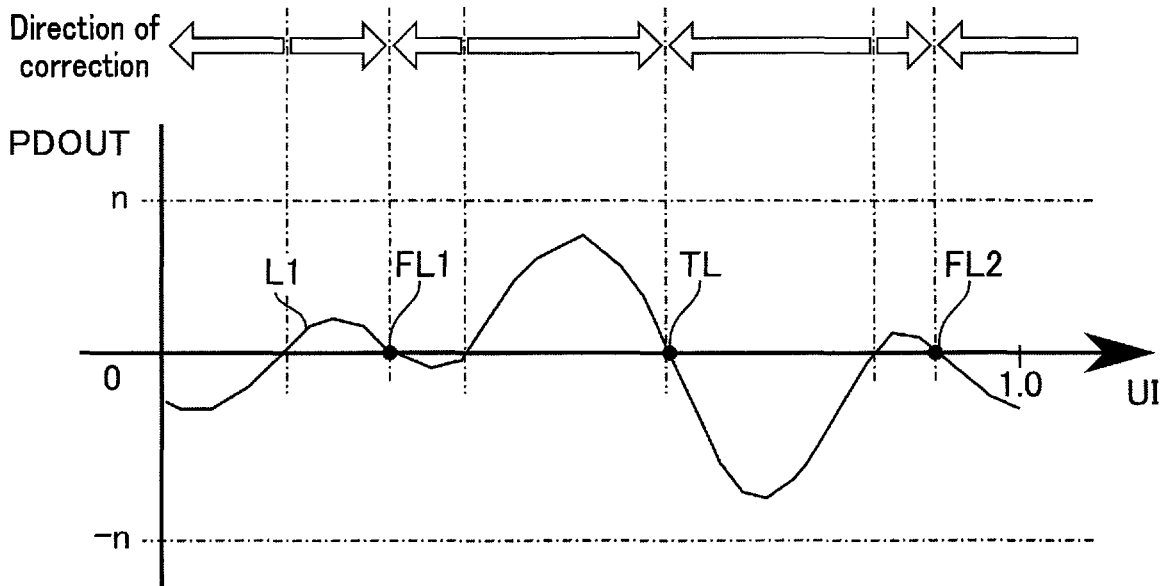 Direction of
correction
PDOUT
n
L1
FL1
TL
FL2
0
1.0
UI
-n